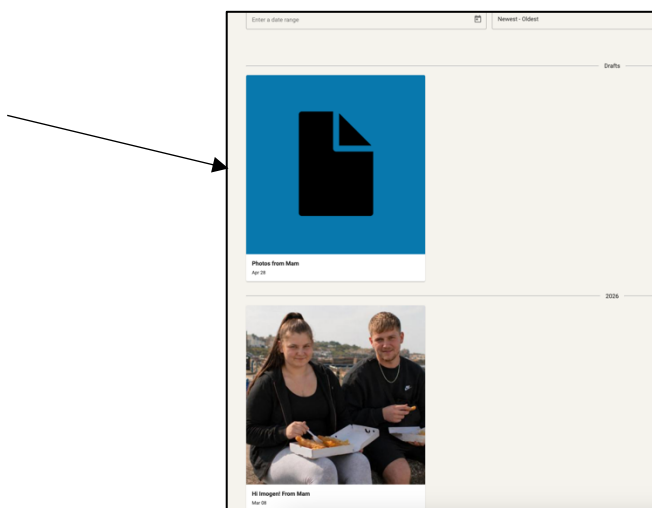 Enter a date range
Newest - Oldest
Drafts
Photos from Mam
Apr 28
2026
Hi Imogen! From Mam
Mar 08